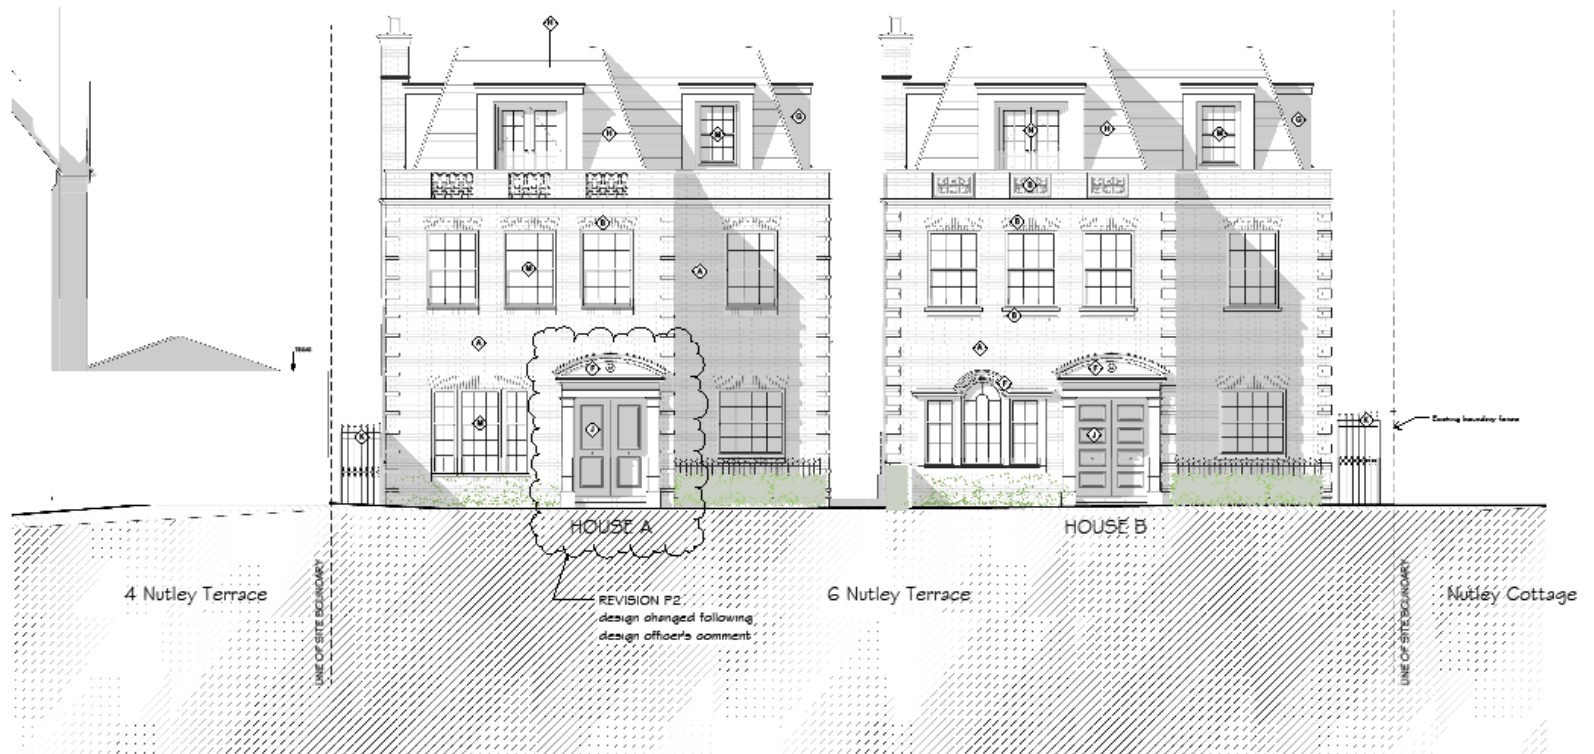 H
H
M
G
N
H
M
G
B
B
B
M
A
B
A
A
F
G
F
G
F
M
J
J
K
K
Existing boundary fence
HOUSE A
HOUSE B
4 Nutley Terrace
6 Nutley Terrace
Nutley Cottage
LINE OF SITE BOUNDARY
LINE OF SITE BOUNDARY
REVISION P2
design changed following
design officer's comment